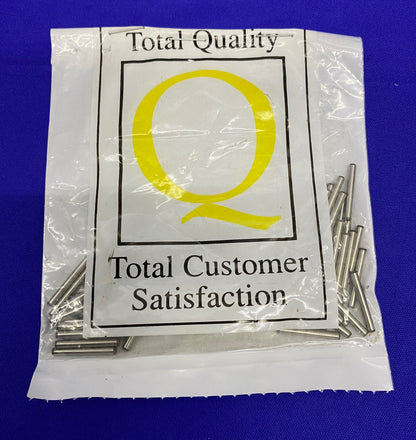 Total Quality
Q
Total Customer
Satisfaction